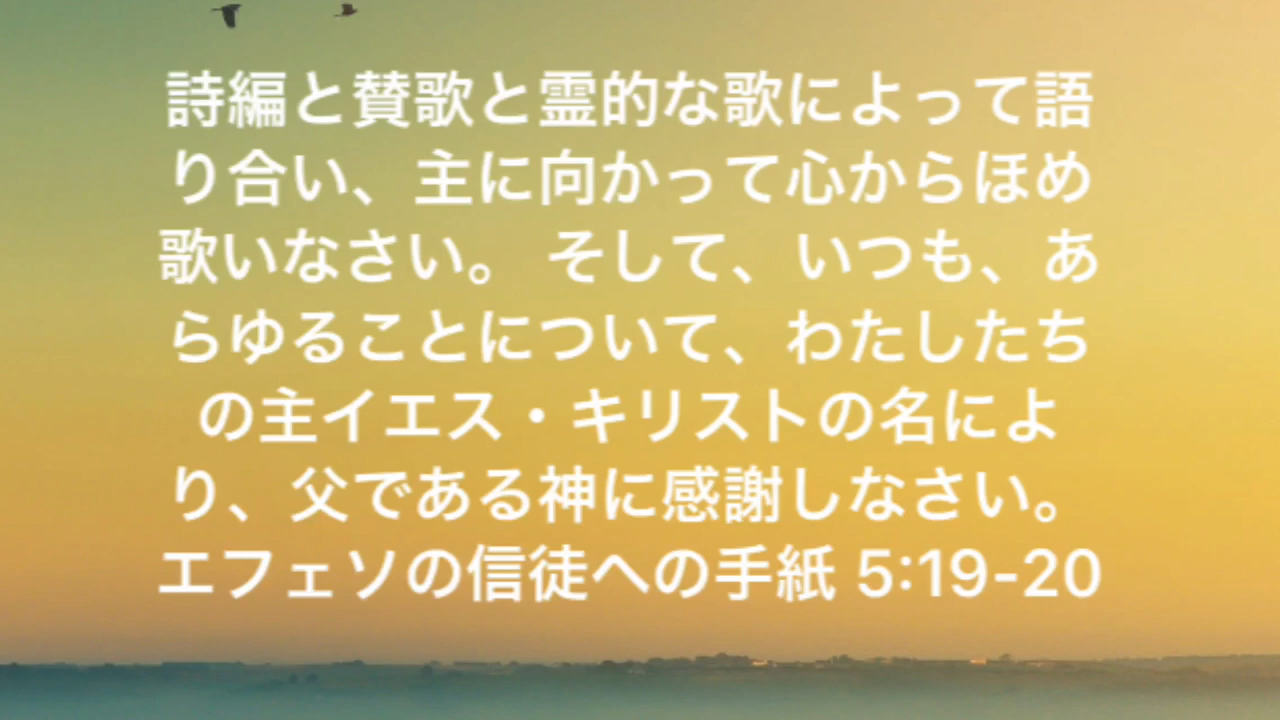 詩編と賛歌と霊的な歌によって語
り合い、主に向かって心からほめ
歌いなさい。 そして、いつも、あ
らゆることについて、わたしたち
の主イエス・キリストの名によ
り、父である神に感謝しなさい。
エフェソの信徒への手紙 5:19-20